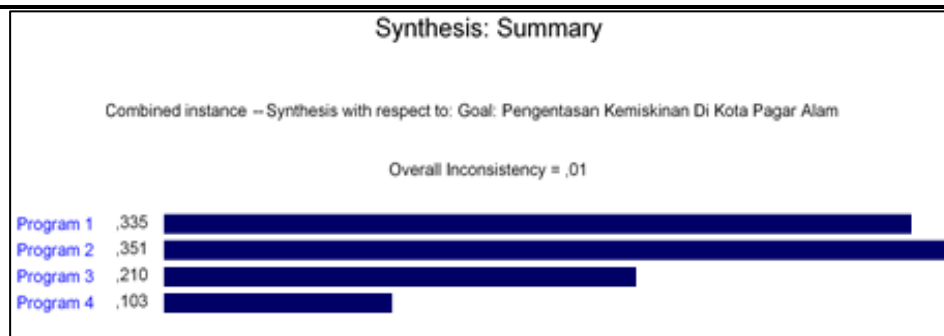 Synthesis: Summary
Combined instance -- Synthesis with respect to: Goal: Pengentasan Kemiskinan Di Kota Pagar Alam
Overall Inconsistency = ,01
Program 1 ,335
Program 2 ,351
Program 3 ,210
Program 4 ,103